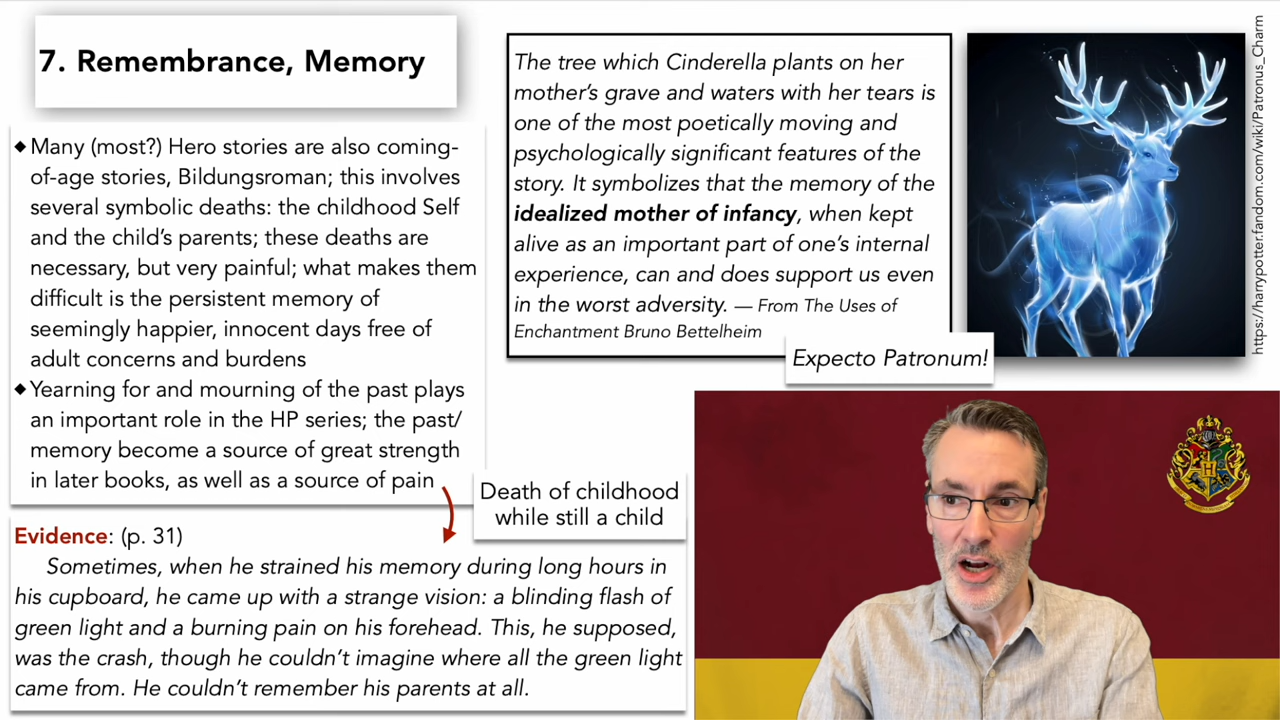 7. Remembrance, Memory
◆Many (most?) Hero stories are also coming-
of-age stories, Bildungsroman; this involves
several symbolic deaths: the childhood Self
and the child's parents; these deaths are
necessary, but very painful; what makes them
difficult is the persistent memory of
seemingly happier, innocent days free of
adult concerns and burdens
◆Yearning for and mourning of the past plays
an important role in the HP series; the past/
memory become a source of great strength
in later books, as well as a source of pain
Death of childhood
while still a child
Evidence: (p. 31)
Sometimes, when he strained his memory during long hours in
his cupboard, he came up with a strange vision: a blinding flash of
green light and a burning pain on his forehead. This, he supposed,
was the crash, though he couldn't imagine where all the green light
came from. He couldn't remember his parents at all.
The tree which Cinderella plants on her
mother's grave and waters with her tears is
one of the most poetically moving and
psychologically significant features of the
story. It symbolizes that the memory of the
idealized mother of infancy, when kept
alive as an important part of one's internal
experience, can and does support us even
in the worst adversity. — From The Uses of
Enchantment Bruno Bettelheim
Expecto Patronum!
https://harrypotter.fandom.com/wiki/Patronus_Charm
H